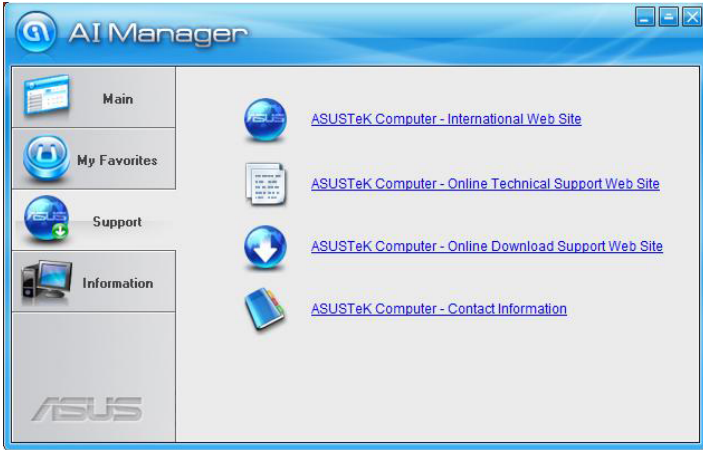 AI Manager
Main
My Favorites
Support
Information
ASUS
ASUSTeK Computer - International Web Site
ASUSTeK Computer - Online Technical Support Web Site
ASUSTeK Computer - Online Download Support Web Site
ASUSTeK Computer - Contact Information